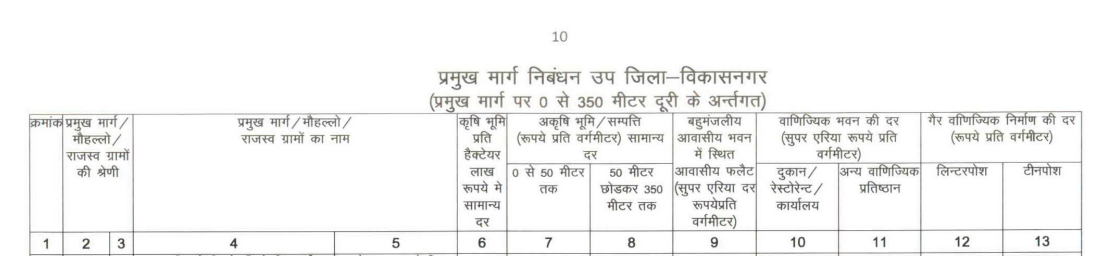 10
प्रमुख मार्ग निबंधन उप जिला–विकासनगर
(प्रमुख मार्ग पर 0 से 350 मीटर दूरी के अर्न्तगत)
क्रमांक
प्रमुख मार्ग/
मौहल्लो/
राजस्व ग्रामों
की श्रेणी
प्रमुख मार्ग/मौहल्लो/
राजस्व ग्रामों का नाम
कृषि भूमि
प्रति
हैक्टेयर
लाख
रूपये मे
सामान्य
दर
अकृषि भूमि/सम्पत्ति
(रूपये प्रति वर्गमीटर) सामान्य
दर
0 से 50 मीटर
तक
50 मीटर
छोडकर 350
मीटर तक
बहुमंजलीय
आवासीय भवन
में स्थित
आवासीय फलैट
(सुपर एरिया दर
रूपयेप्रति
वर्गमीटर)
वाणिज्यिक भवन की दर
(सुपर एरिया रूपये प्रति
वर्गमीटर)
दुकान/
रेस्टोरेन्ट/
कार्यालय
अन्य वाणिज्यिक
प्रतिष्ठान
गैर वाणिज्यिक निर्माण की दर
(रूपये प्रति वर्गमीटर)
लिन्टरपोश
टीनपोश
1 2 3 4 5 6 7 8 9 10 11 12 13